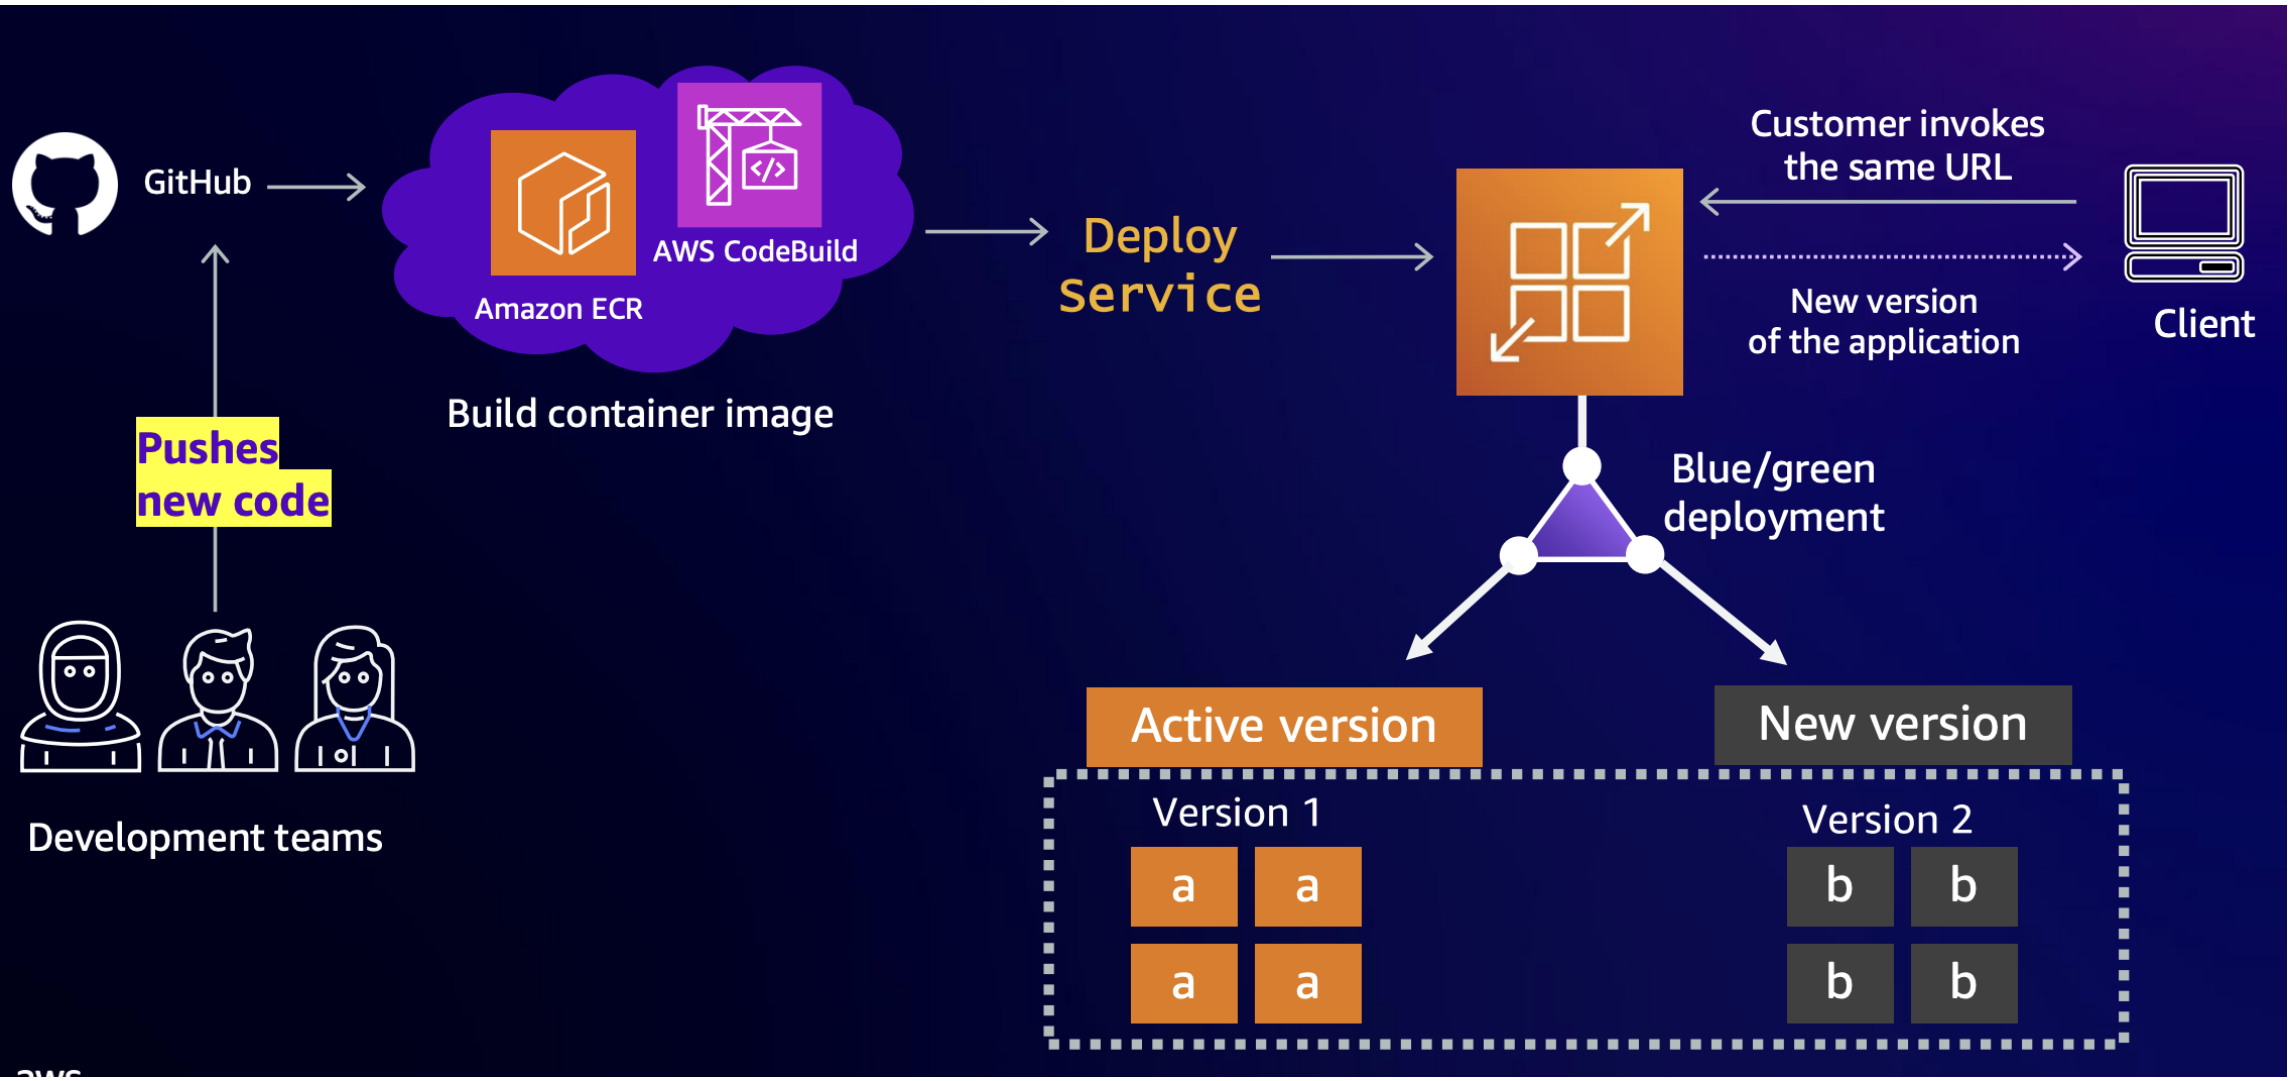 GitHub
Pushes
new code
Development teams
</>
AWS CodeBuild
Amazon ECR
Build container image
Deploy
Service
Customer invokes
the same URL
New version
of the application
Client
Blue/green
deployment
Active version
New version
Version 1
a a
a a
Version 2
b b
b b
aws